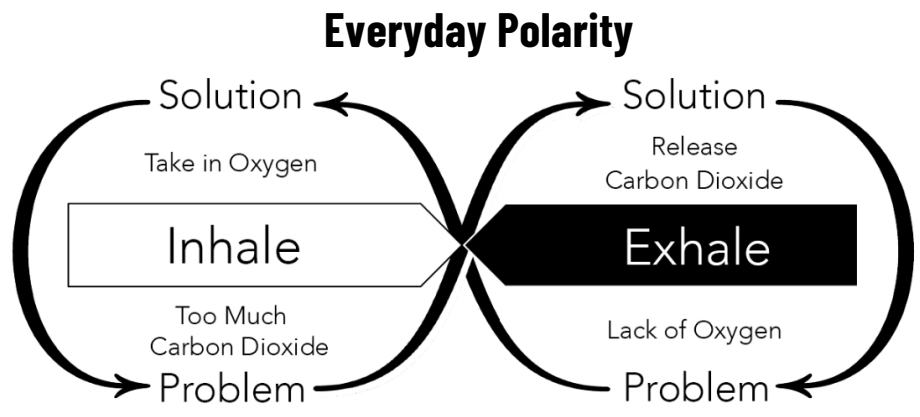 Everyday Polarity
Solution
Take in Oxygen
Inhale
Too Much
Carbon Dioxide
Problem
Solution
Release
Carbon Dioxide
Exhale
Lack of Oxygen
Problem